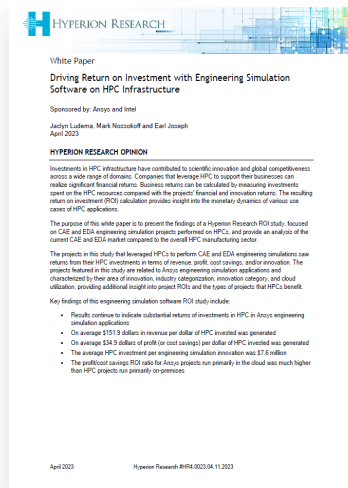 HYPERION RESEARCH
White Paper
Driving Return on Investment with Engineering Simulation
Software on HPC Infrastructure
Sponsored by: Ansys and Intel
Jaclyn Ludema, Mark Nossokoff and Earl Joseph
April 2023
HYPERION RESEARCH OPINION
Investments in HPC infrastructure have contributed to scientific innovation and global competitiveness
across a wide range of domains. Companies that leverage HPC to support their businesses can
realize significant financial returns. Business returns can be calculated by measuring investments
spent on the HPC resources compared with the projects' financial and innovation returns. The resulting
return on investment (ROI) calculation provides insight into the monetary dynamics of various use
cases of HPC applications.
The purpose of this white paper is to present the findings of a Hyperion Research ROI study, focused
on CAE and EDA engineering simulation projects performed on HPCs, and provide an analysis of the
current CAE and EDA market compared to the overall HPC manufacturing sector.
The projects in this study that leveraged HPCs to perform CAE and EDA engineering simulations saw
returns from their HPC investments in terms of revenue, profit, cost savings, and/or innovation. The
projects featured in this study are related to Ansys engineering simulation applications and
characterized by their area of innovation, industry categorization, innovation category, and cloud
utilization, providing additional insight into project ROIs and the types of projects that HPCs benefit.
Key findings of this engineering simulation software ROI study include:
• Results continue to indicate substantial returns of investments in HPC in Ansys engineering
simulation applications
• On average $151.9 dollars in revenue per dollar of HPC invested was generated
• On average $34.9 dollars of profit (or cost savings) per dollar of HPC invested was generated
• The average HPC investment per engineering simulation innovation was $7.6 million
• The profit/cost savings ROI ratio for Ansys projects run primarily in the cloud was much higher
than HPC projects run primarily on-premises
April 2023 Hyperion Research #HR4.0023.04.11.2023